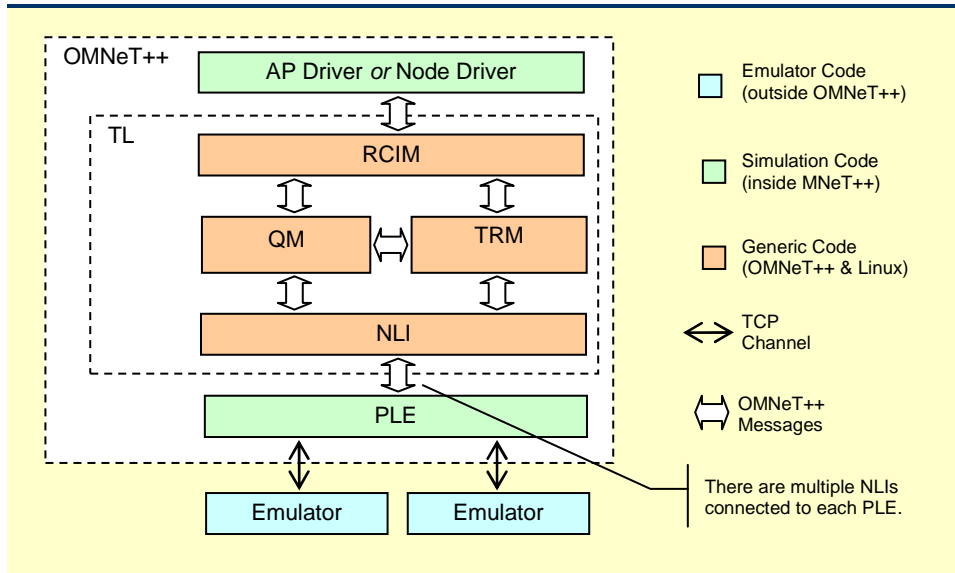 OMNeT++
AP Driver or Node Driver
TL
RCIM
QM
TRM
NLI
PLE
Emulator
Emulator
Emulator Code
(outside OMNeT++)
Simulation Code
(inside MNeT++)
Generic Code
(OMNeT++ & Linux)
TCP
Channel
OMNeT++
Messages
There are multiple NLIs
connected to each PLE.